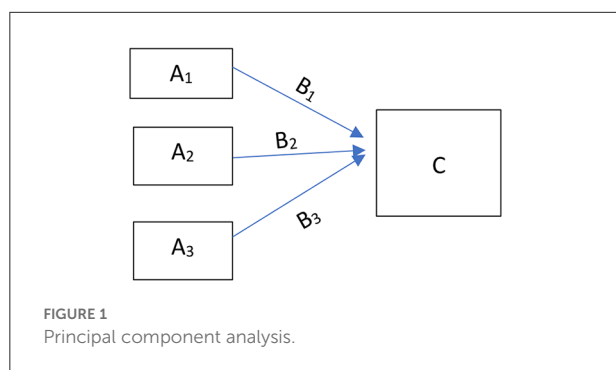 A₁
B₁
A₂
B₂
C
A₃
B₃
FIGURE 1
Principal component analysis.